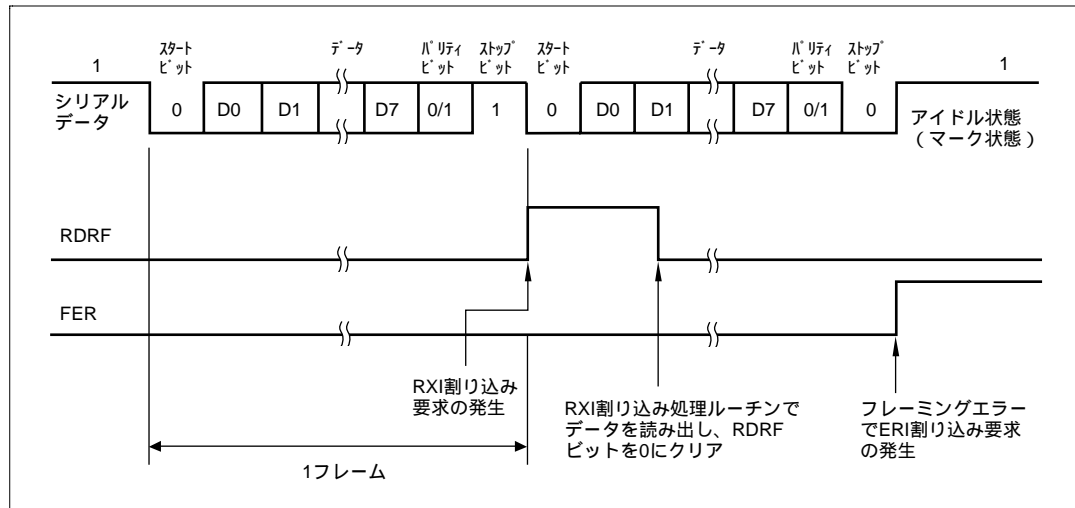 1
ｽﾀｰﾄ
ﾋﾞｯﾄ
ﾃﾞｰﾀ
ﾊﾟﾘﾃｨ
ﾋﾞｯﾄ
ｽﾄｯﾌﾟ
ﾋﾞｯﾄ
ｽﾀｰﾄ
ﾋﾞｯﾄ
ﾃﾞｰﾀ
ﾊﾟﾘﾃｨ
ﾋﾞｯﾄ
ｽﾄｯﾌﾟ
ﾋﾞｯﾄ
1
シリアル
データ
0 D0 D1 D7 0/1 1 0 D0 D1 D7 0/1 0
アイドル状態
（マーク状態）
RDRF
FER
RXI割り込み
要求の発生
RXI割り込み処理ルーチンで
データを読み出し、RDRF
ビットを0にクリア
フレーミングエラー
でERI割り込み要求
の発生
1フレーム